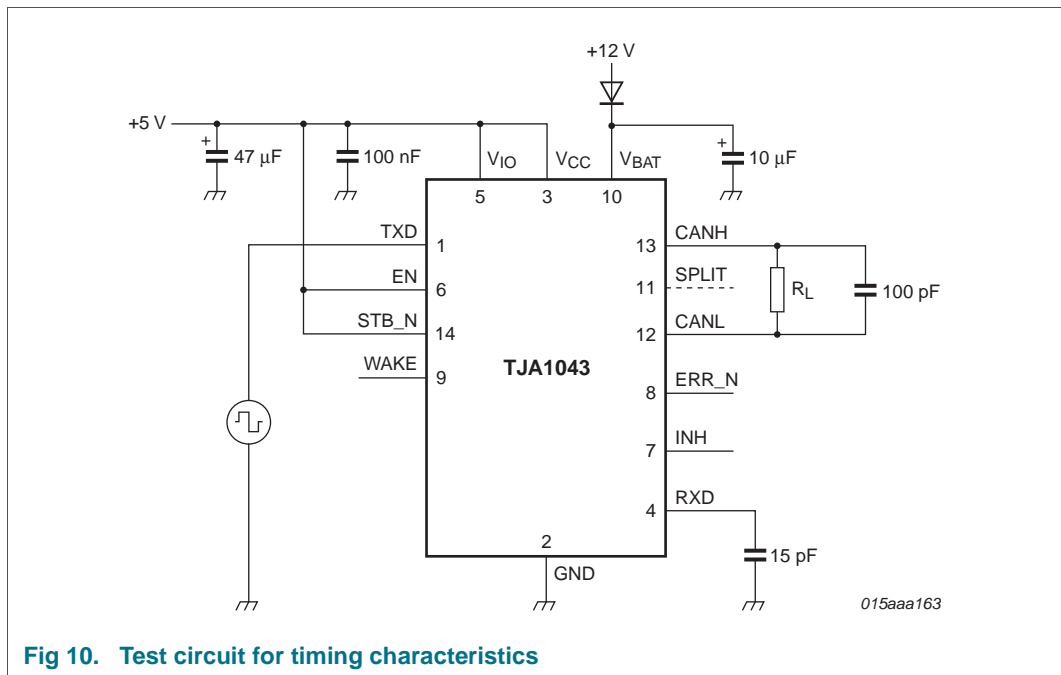 +12 V
+5 V
+
47 μF
100 nF
VIO
VCC
VBAT
+
10 μF
5
3
10
TXD
1
13
CANH
EN
6
11
SPLIT
RL
100 pF
STB_N
14
12
CANL
WAKE
9
TJA1043
8
ERR_N
7
INH
4
RXD
2
GND
15 pF
015aaa163
Fig 10. Test circuit for timing characteristics